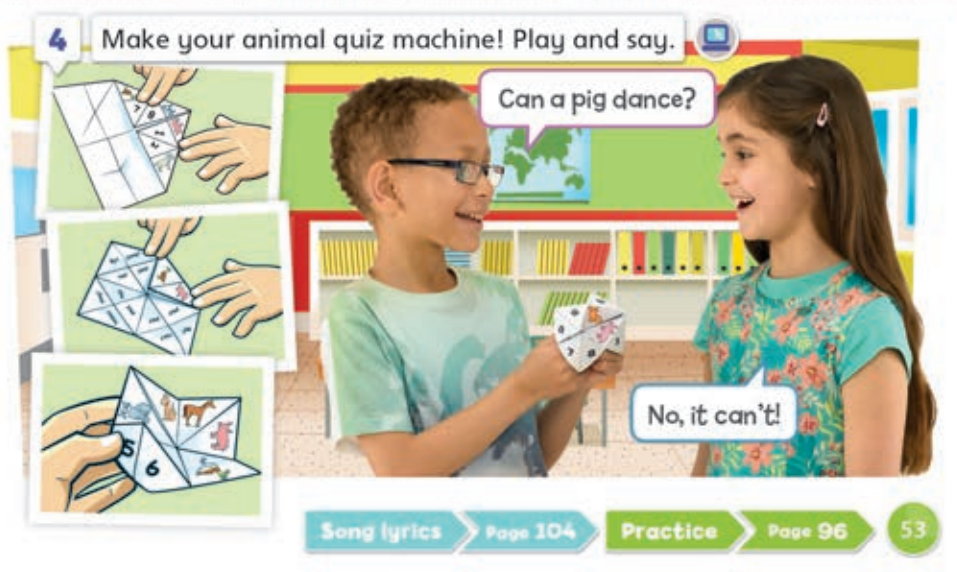 4 Make your animal quiz machine! Play and say.
Can a pig dance?
No, it can't!
5 6
Song lyrics Page 104 Practice Page 96 53